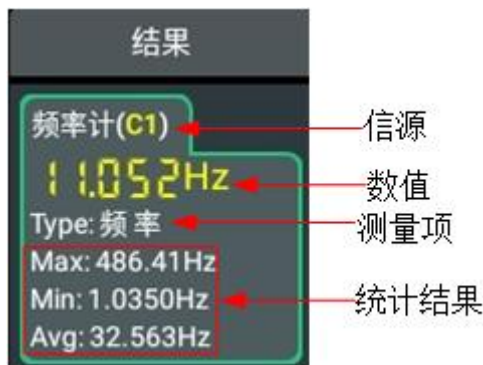 结果
频率计(C1)
信源
11.052Hz
数值
Type:频 率
测量项
Max:486.41Hz
Min:1.0350Hz
统计结果
Avg:32.563Hz